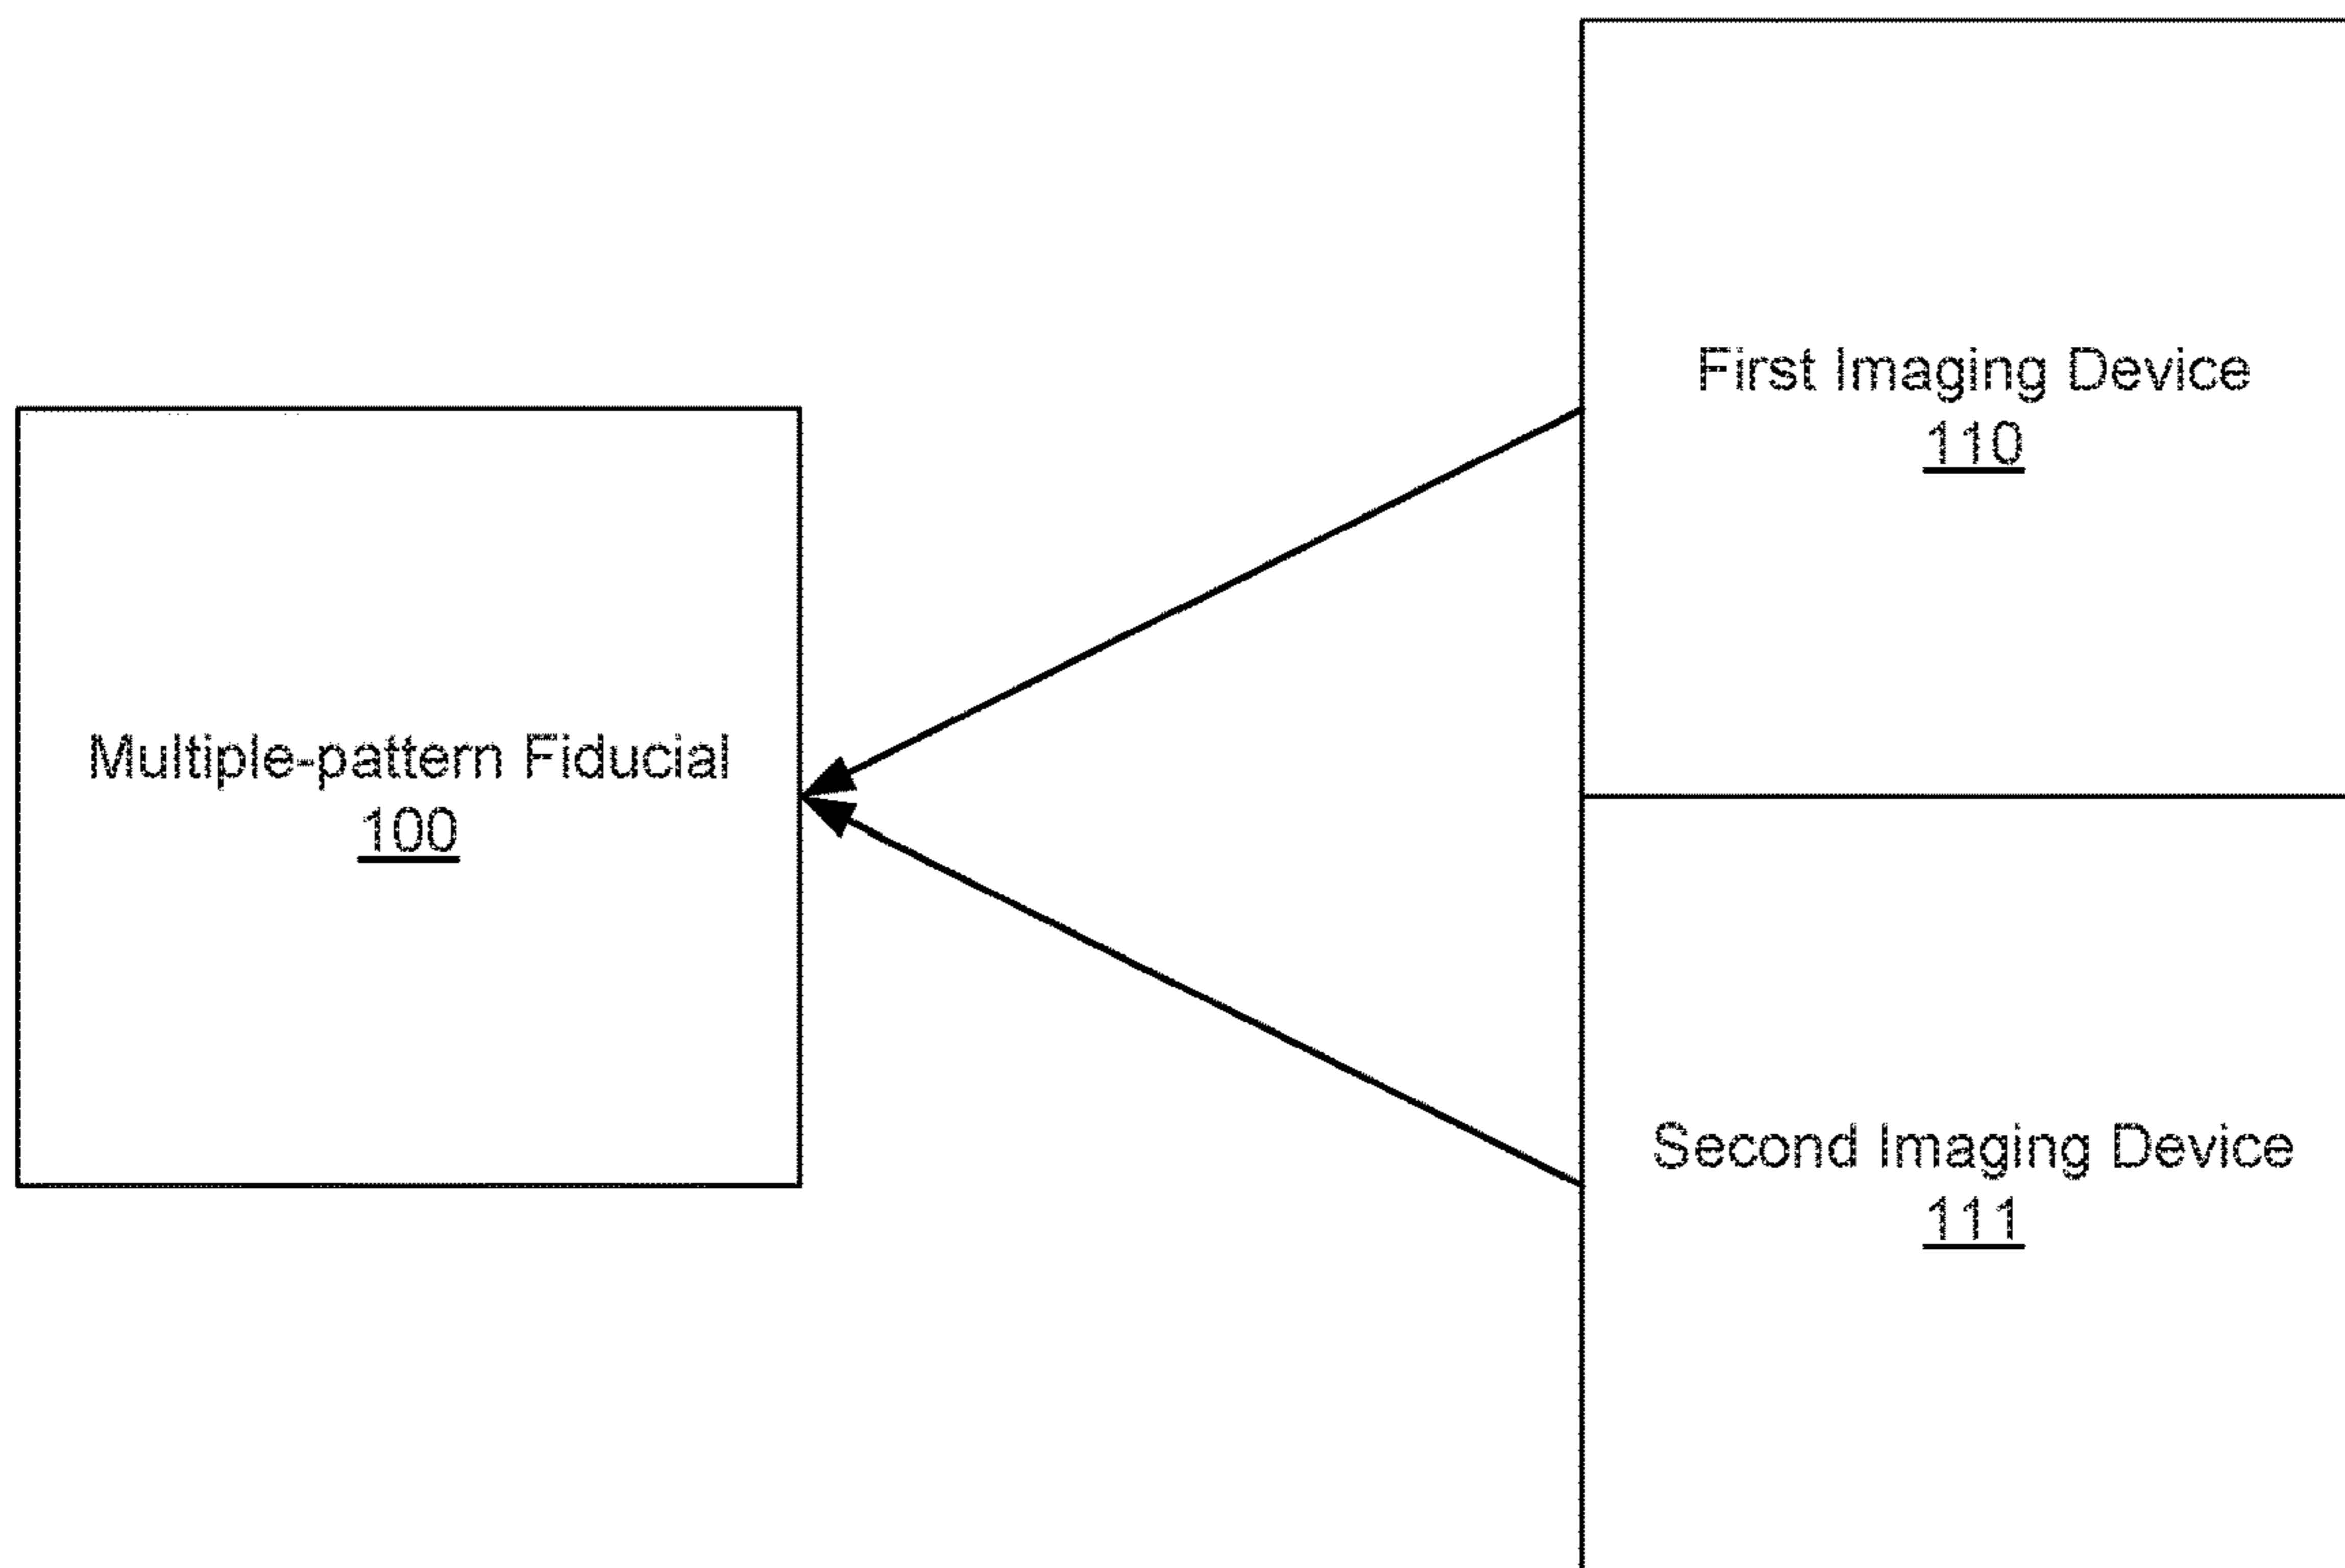 First Imaging Device
110
Multiple-pattern Fiducial
100
Second Imaging Device
111